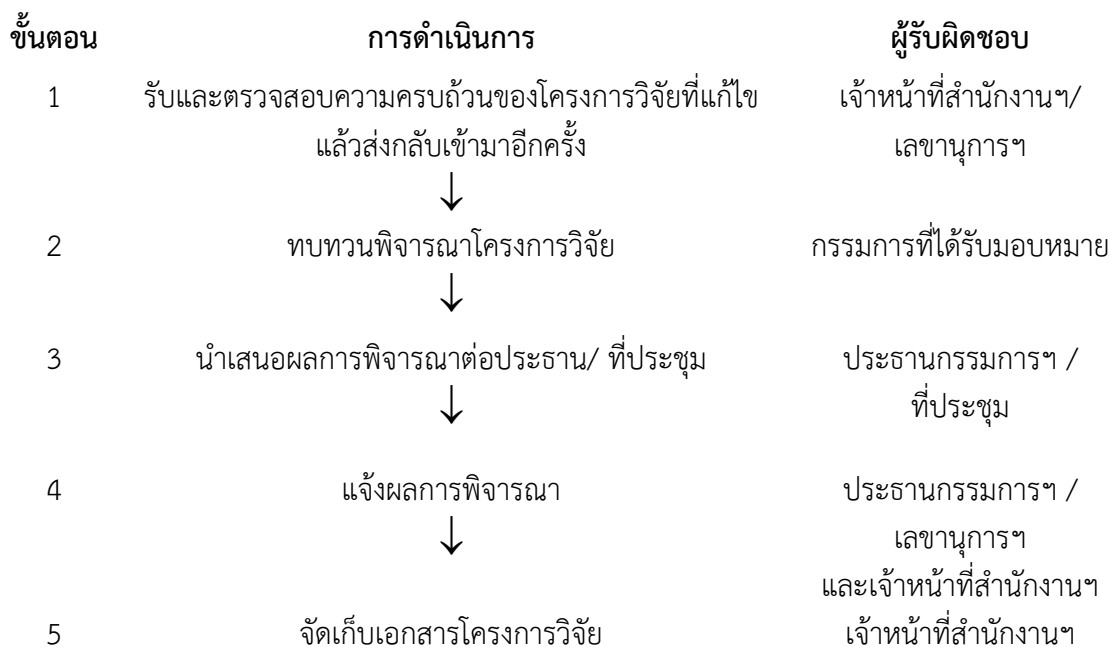 ขั้นตอน การดำเนินการ ผู้รับผิดชอบ
1 รับและตรวจสอบความครบถ้วนของโครงการวิจัยที่แก้ไข เจ้าหน้าที่สำนักงานฯ/
แล้วส่งกลับเข้ามาอีกครั้ง เลขานุการฯ
↓
2 ทบทวนพิจารณาโครงการวิจัย กรรมการที่ได้รับมอบหมาย
↓
3 นำเสนอผลการพิจารณาต่อประธาน/ ที่ประชุม ประธานกรรมการฯ /
↓ ที่ประชุม
4 แจ้งผลการพิจารณา ประธานกรรมการฯ /
↓ เลขานุการฯ
และเจ้าหน้าที่สำนักงานฯ
5 จัดเก็บเอกสารโครงการวิจัย เจ้าหน้าที่สำนักงานฯ